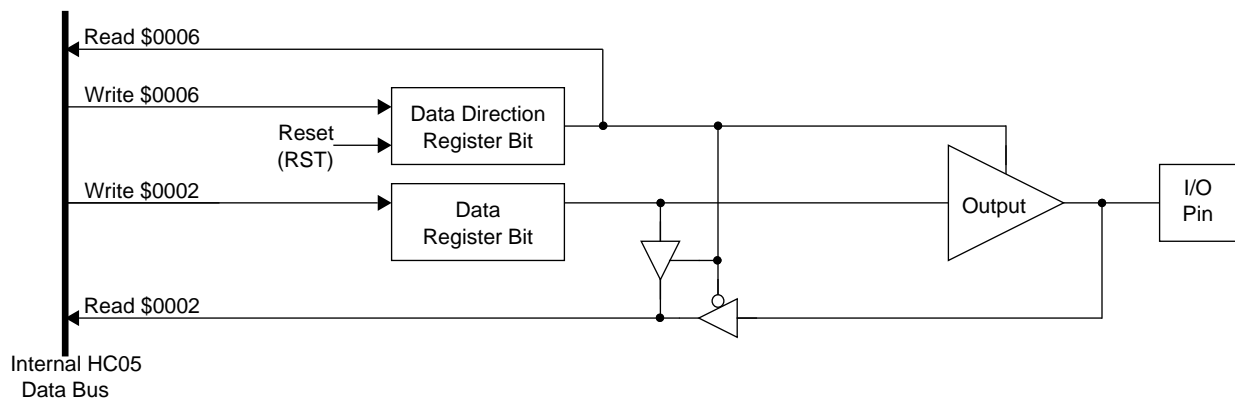 Read $0006
Write $0006
Data Direction
Register Bit
Reset
(RST)
Write $0002
Data
Register Bit
Output
I/O
Pin
Read $0002
Internal HC05
Data Bus